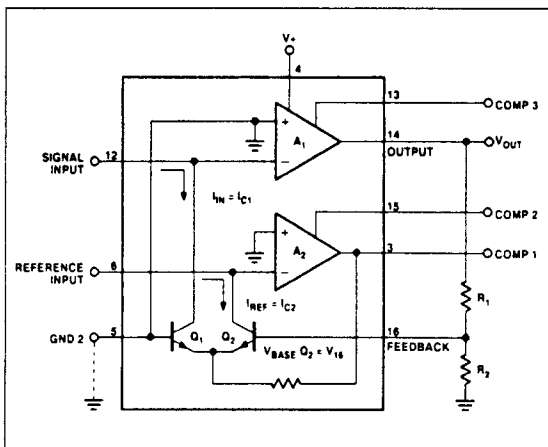 V+
4
13
COMP 3
+
A1
14
VOUT
OUTPUT
SIGNAL
INPUT
12
−
IIN = IC1
15
COMP 2
+
A2
3
COMP 1
REFERENCE
INPUT
6
−
IREF = IC2
R1
GND 2
5
Q1
Q2
16
VBASE Q2 = V16
FEEDBACK
R2